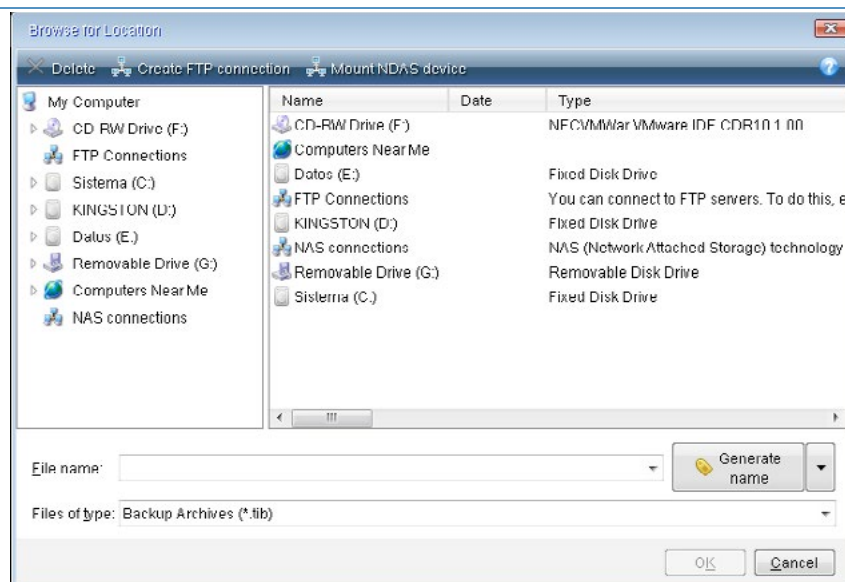 Browse for Location
Delete Create FTP connection Mount NDAS device
My Computer
CD-RW Drive (F:)
FTP Connections
Sistema (C:)
KINGSTON (D:)
Datos (E:)
Removable Drive (G:)
Computers Near Me
NAS connections
Name Date Type
CD-RW Drive (F:) NECVMWar VMware IDE CDR10 1.00
Computers Near Me
Datos (E:) Fixed Disk Drive
FTP Connections You can connect to FTP servers. To do this, e
KINGSTON (D:) Fixed Disk Drive
NAS connections NAS (Network Attached Storage) technology
Removable Drive (G:) Removable Disk Drive
Sistema (C:) Fixed Disk Drive
File name:
Generate
name
Files of type: Backup Archives (*.tib)
OK Cancel